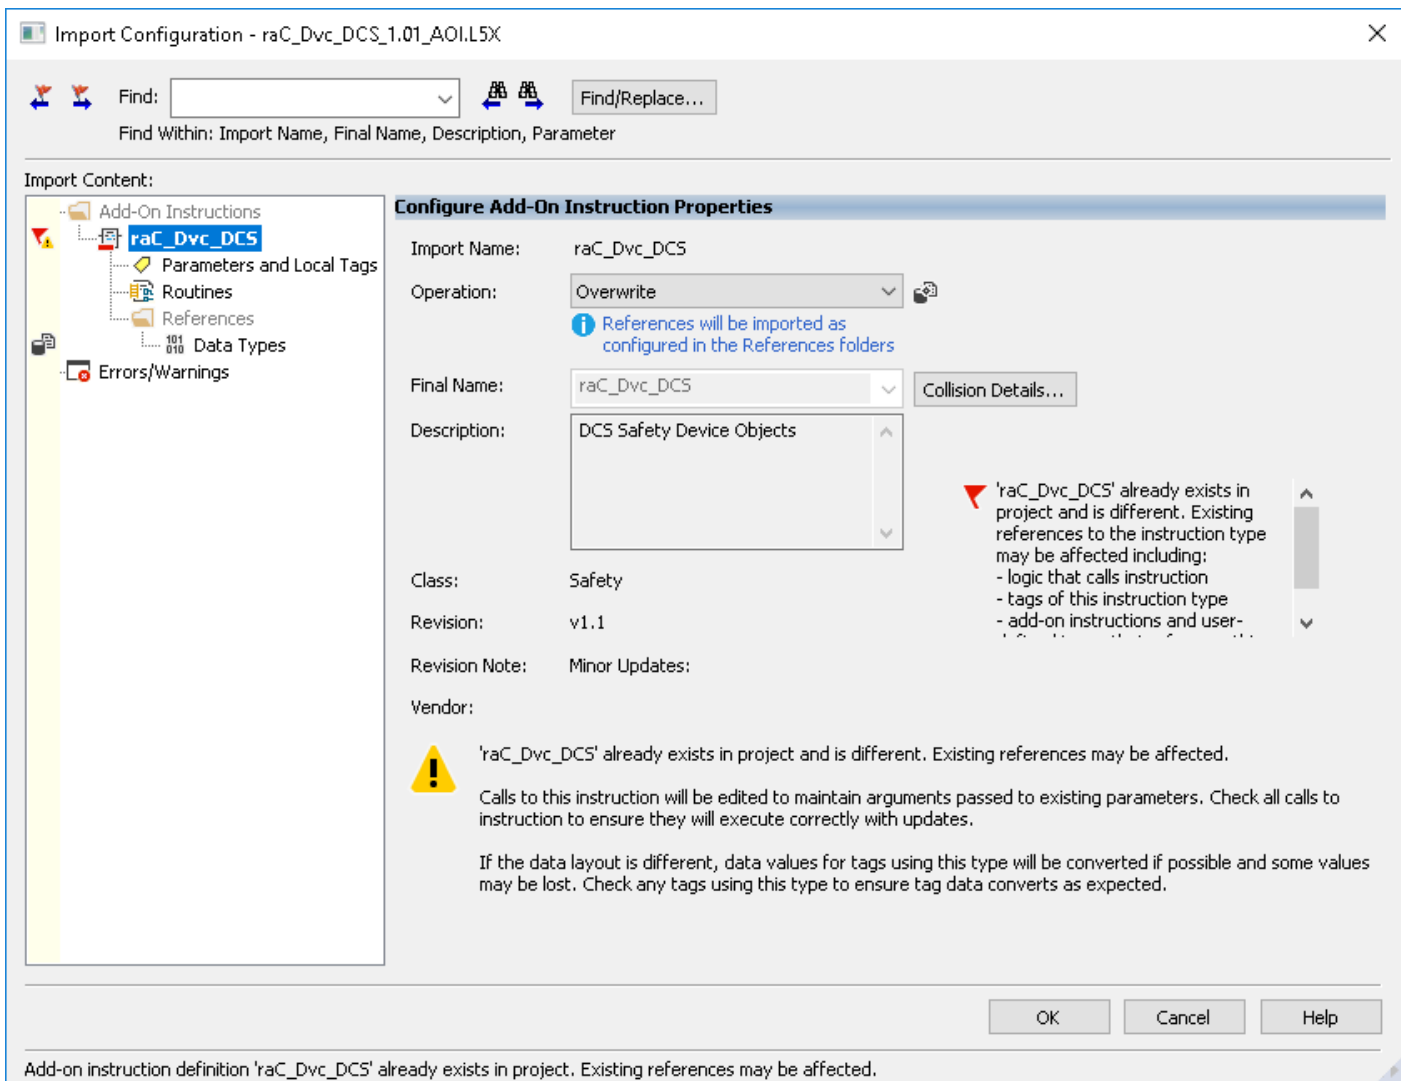 Import Configuration - raC_Dvc_DCS_1.01_AOI.L5X
Find:
Find/Replace...
Find Within: Import Name, Final Name, Description, Parameter
Import Content:
Add-On Instructions
raC_Dvc_DCS
Parameters and Local Tags
Routines
References
Data Types
Errors/Warnings
Configure Add-On Instruction Properties
Import Name: raC_Dvc_DCS
Operation: Overwrite
References will be imported as
configured in the References folders
Final Name: raC_Dvc_DCS
Collision Details...
Description: DCS Safety Device Objects
'raC_Dvc_DCS' already exists in
project and is different. Existing
references to the instruction type
may be affected including:
- logic that calls instruction
- tags of this instruction type
- add-on instructions and user-
Class: Safety
Revision: v1.1
Revision Note: Minor Updates:
Vendor:
'raC_Dvc_DCS' already exists in project and is different. Existing references may be affected.
Calls to this instruction will be edited to maintain arguments passed to existing parameters. Check all calls to
instruction to ensure they will execute correctly with updates.
If the data layout is different, data values for tags using this type will be converted if possible and some values
may be lost. Check any tags using this type to ensure tag data converts as expected.
OK
Cancel
Help
Add-on instruction definition 'raC_Dvc_DCS' already exists in project. Existing references may be affected.